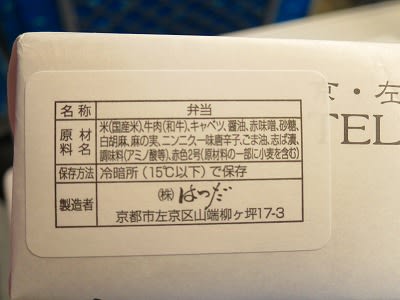 京・左
TEL
名称 弁当
原材料名 米(国産米)、牛肉(和牛)、キャベツ、醤油、赤味噌、砂糖、
白胡麻、麻の実、ニンニク一味唐辛子、ごま油、志ば漬、
調味料(アミノ酸等)、赤色2号(原材料の一部に小麦を含む)
保存方法 冷暗所(15℃以下)で保存
製造者 ㈱はつだ
京都市左京区山端柳ヶ坪17-3